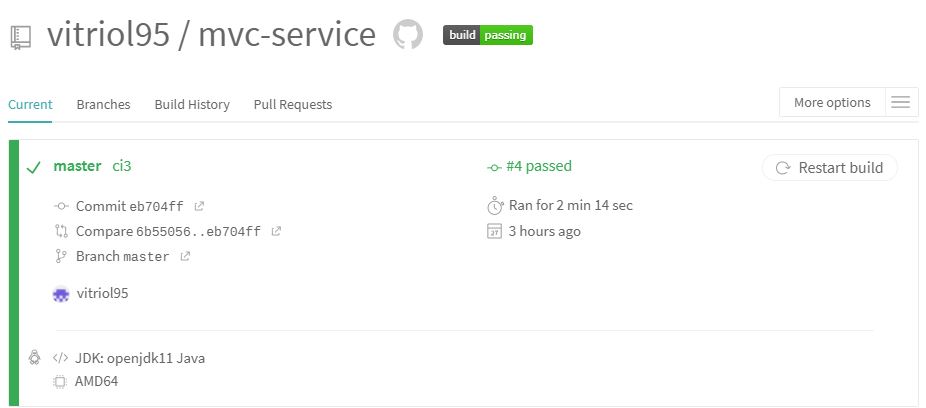 vitriol95 / mvc-service build passing
Current Branches Build History Pull Requests More options
master ci3 #4 passed Restart build
Commit eb704ff Ran for 2 min 14 sec
Compare 6b55056..eb704ff 3 hours ago
27
Branch master
vitriol95
JDK: openjdk11 Java
AMD64